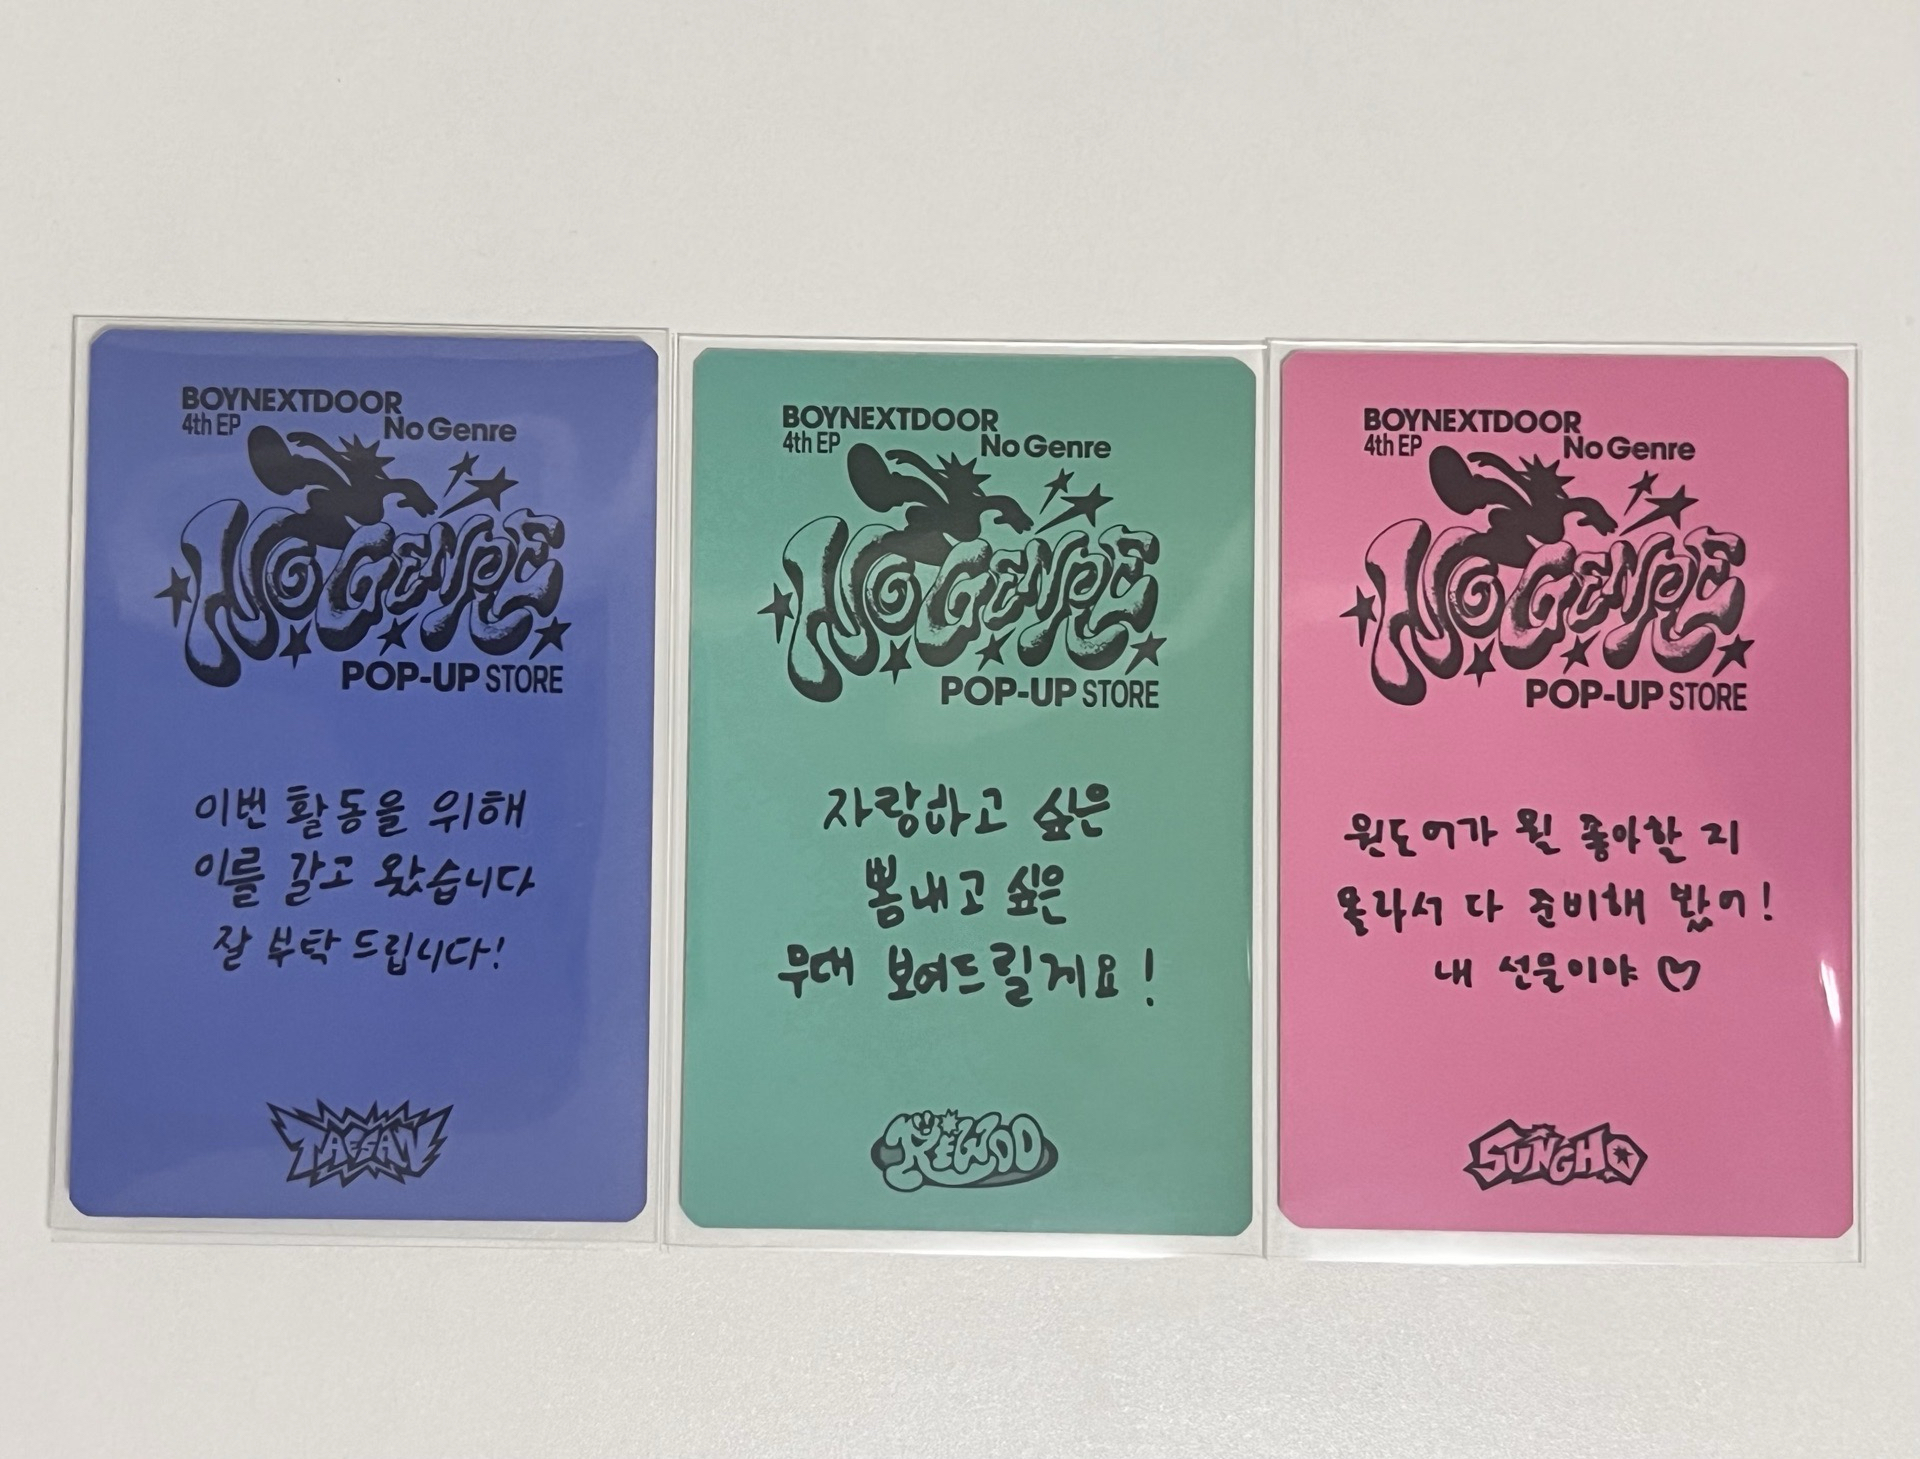 BOYNEXTDOOR
4th EP No Genre
NO GENRE
POP-UP STORE
이번 활동을 위해
이를 갈고 왔습니다
잘 부탁 드립니다!
TAESAN
BOYNEXTDOOR
4th EP No Genre
NO GENRE
POP-UP STORE
자랑하고 싶은
뽐내고 싶은
무대 보여드릴게요!
RIWOO
BOYNEXTDOOR
4th EP No Genre
NO GENRE
POP-UP STORE
원도어가 뭘 좋아할 지
몰라서 다 준비해 봤어!
내 선물이야 ♡
SUNGHO